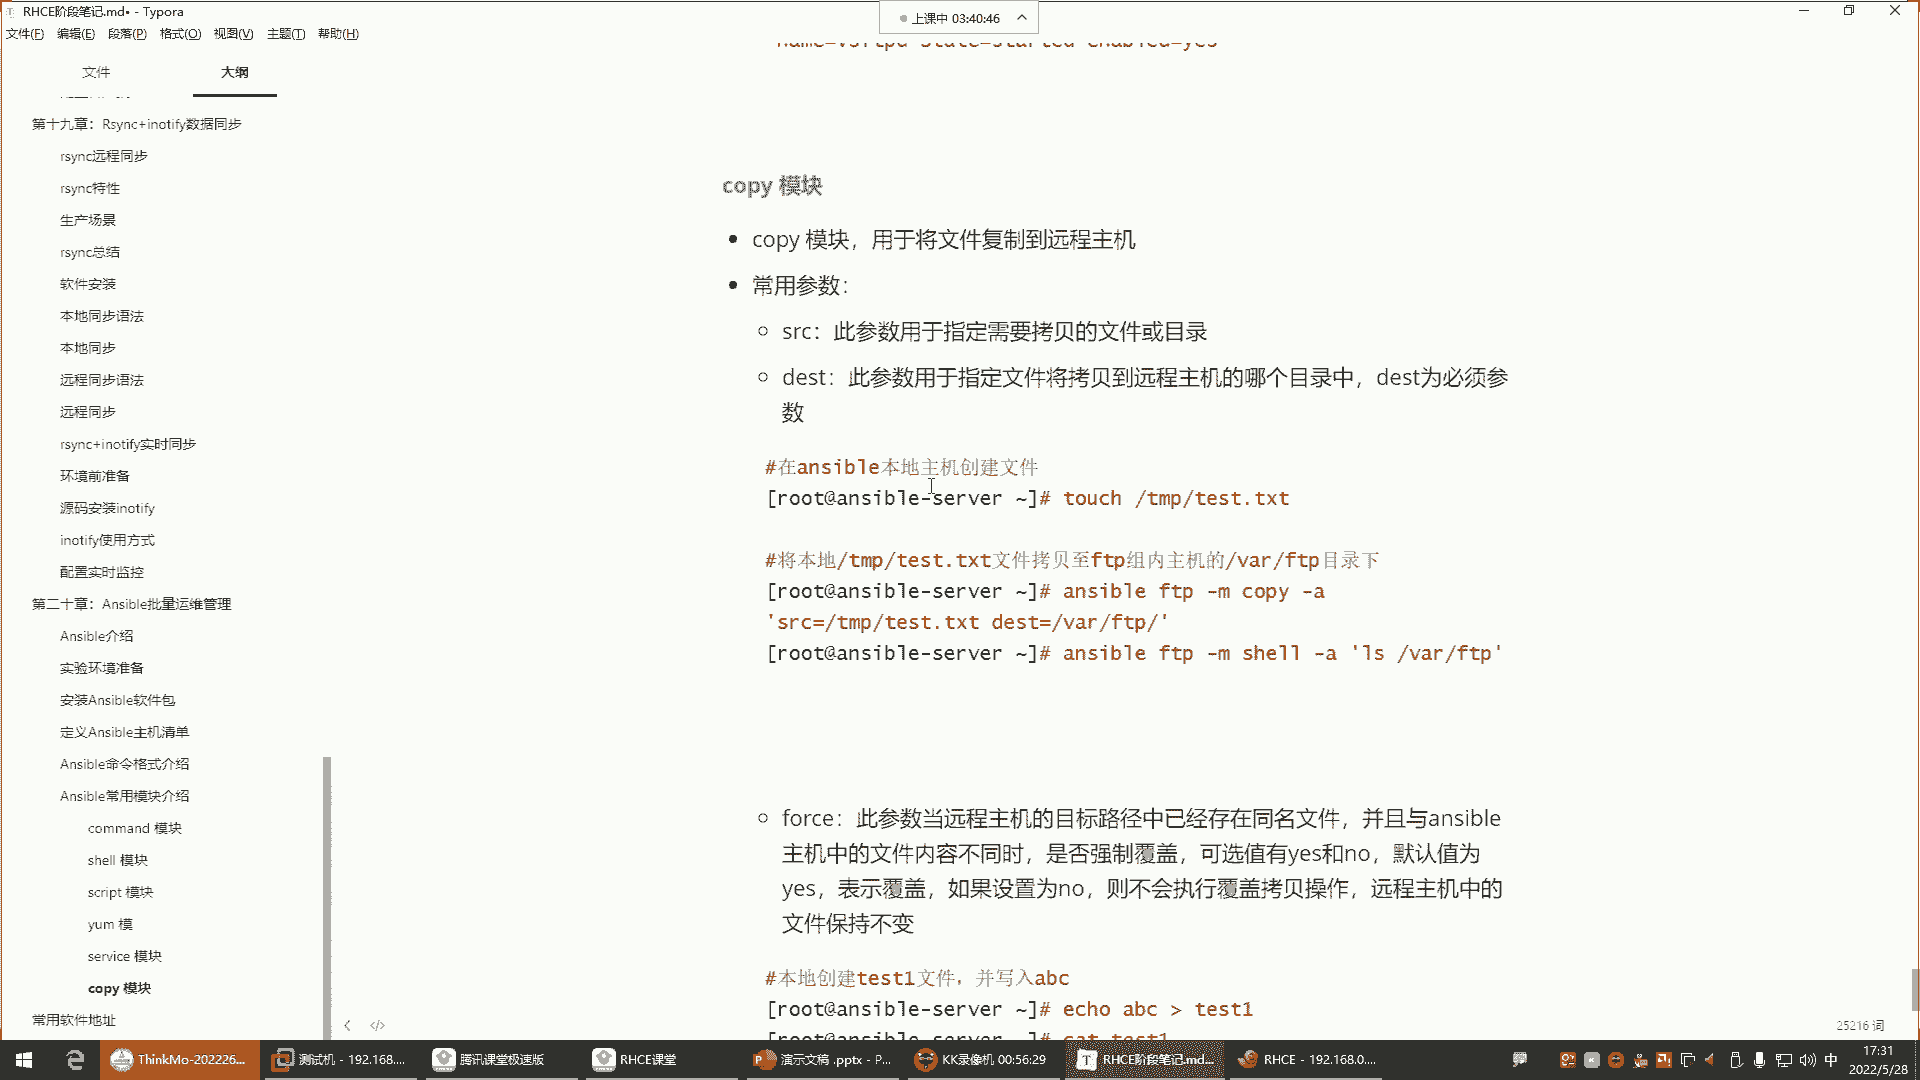 RHCE阶段笔记.md• - Typora
上课中 03:40:46
文件(F) 编辑(E) 段落(P) 格式(O) 视图(V) 主题(T) 帮助(H)
文件 大纲
第十九章：Rsync+inotify数据同步
rsync远程同步
rsync特性
生产场景
rsync总结
软件安装
本地同步语法
本地同步
远程同步语法
远程同步
rsync+inotify实时同步
环境前准备
源码安装inotify
inotify使用方式
配置实时监控
第二十章：Ansible批量运维管理
Ansible介绍
实验环境准备
安装Ansible软件包
定义Ansible主机清单
Ansible命令格式介绍
Ansible常用模块介绍
command 模块
shell 模块
script 模块
yum 模
service 模块
copy 模块
常用软件地址
name=vsftpd state=started enabled=yes
copy 模块
copy 模块，用于将文件复制到远程主机
常用参数：
src：此参数用于指定需要拷贝的文件或目录
dest：此参数用于指定文件将拷贝到远程主机的哪个目录中，dest为必须参
数
#在ansible本地主机创建文件
[root@ansible-server ~]# touch /tmp/test.txt
#将本地/tmp/test.txt文件拷贝至ftp组内主机的/var/ftp目录下
[root@ansible-server ~]# ansible ftp -m copy -a
'src=/tmp/test.txt dest=/var/ftp/'
[root@ansible-server ~]# ansible ftp -m shell -a 'ls /var/ftp'
force：此参数当远程主机的目标路径中已经存在同名文件，并且与ansible
主机中的文件内容不同时，是否强制覆盖，可选值有yes和no，默认值为
yes，表示覆盖，如果设置为no，则不会执行覆盖拷贝操作，远程主机中的
文件保持不变
#本地创建test1文件，并写入abc
[root@ansible-server ~]# echo abc > test1
[root@ansible-server ~]# cat test1
25216 词
ThinkMo-202226...
测试机 - 192.168....
腾讯课堂极速版
RHCE课堂
演示文稿 .pptx - P...
KK录像机 00:56:29
RHCE阶段笔记.md...
RHCE - 192.168.0....
中
17:31
2022/5/28